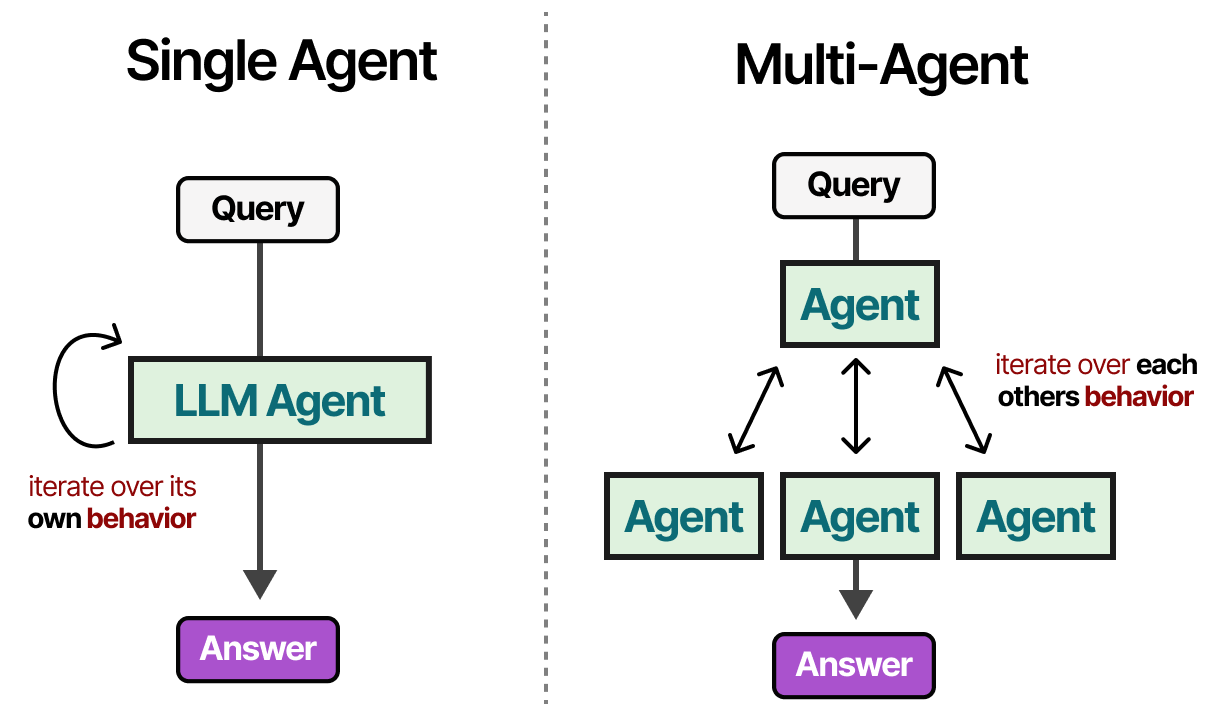 Single Agent
Query
LLM Agent
iterate over its
own behavior
Answer
Multi-Agent
Query
Agent
iterate over each
others behavior
Agent
Agent
Agent
Answer